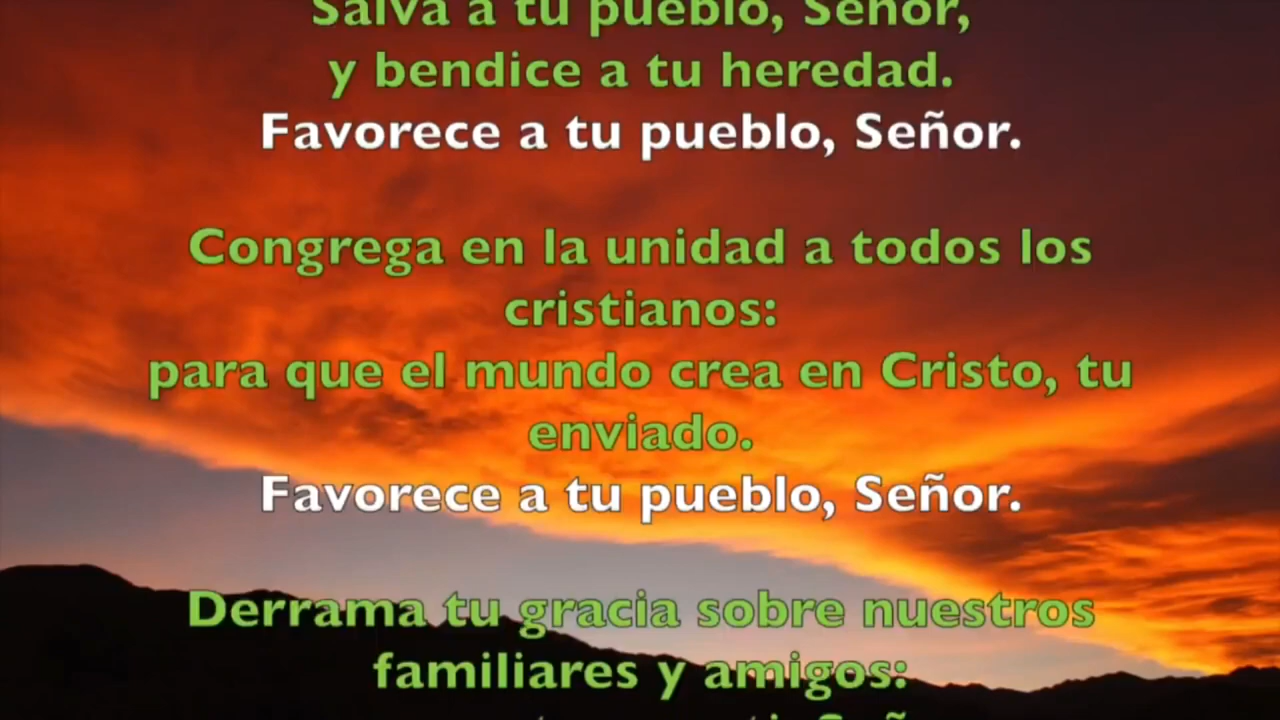 Salva a tu pueblo, Señor,
y bendice a tu heredad.
Favorece a tu pueblo, Señor.
Congrega en la unidad a todos los
cristianos:
para que el mundo crea en Cristo, tu
enviado.
Favorece a tu pueblo, Señor.
Derrama tu gracia sobre nuestros
familiares y amigos: